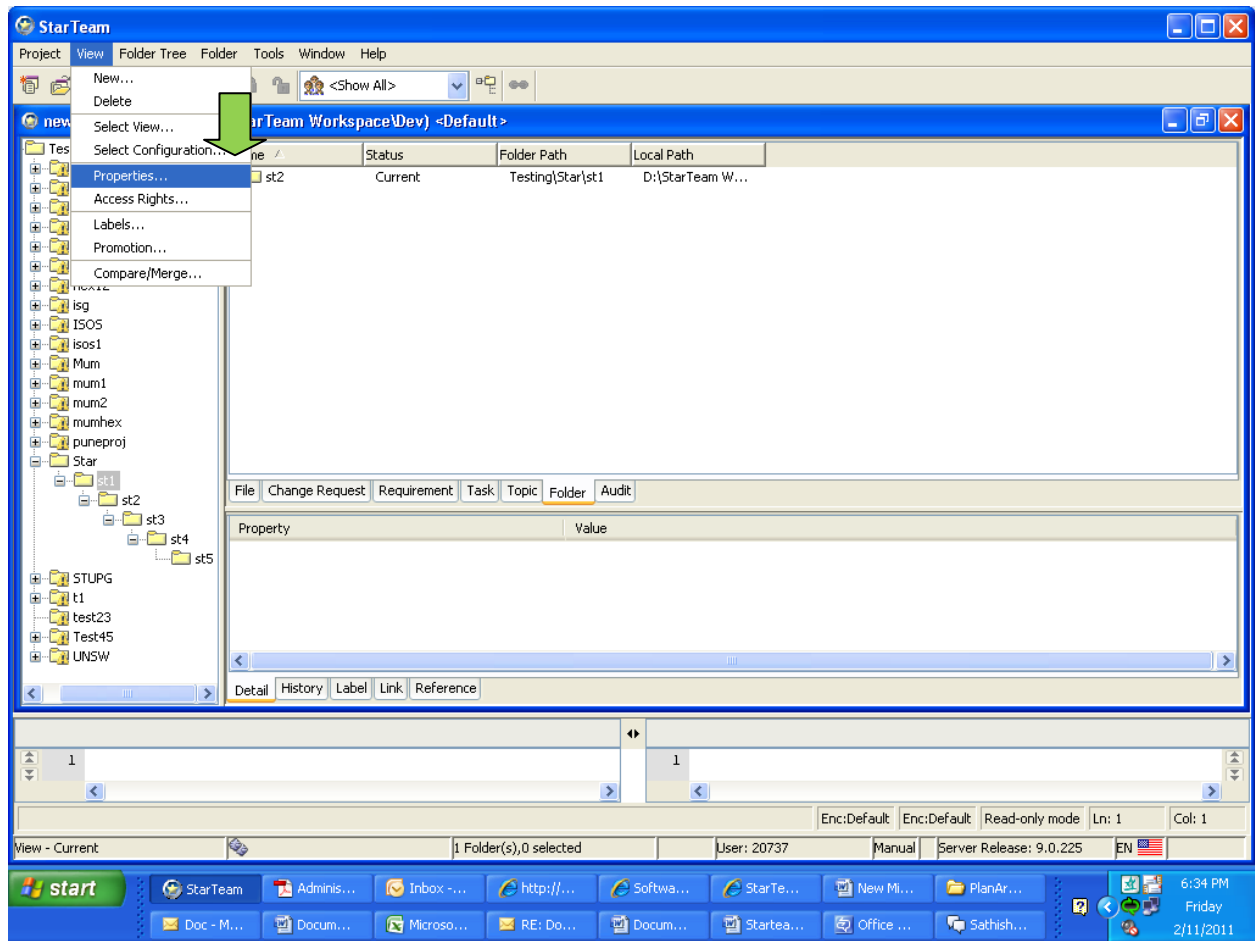 StarTeam
Project View Folder Tree Folder Tools Window Help
<Show All>
New...
Delete
Select View...
Select Configuration...
Properties...
Access Rights...
Labels...
Promotion...
Compare/Merge...
new
arTeam Workspace\Dev) <Default>
Tes
isg
ISOS
isos1
Mum
mum1
mum2
mumhex
puneproj
Star
st1
st2
st3
st4
st5
STUPG
t1
test23
Test45
UNSW
me Status Folder Path Local Path
st2 Current Testing\Star\st1 D:\StarTeam W...
File Change Request Requirement Task Topic Folder Audit
Property Value
Detail History Label Link Reference
1 1
Enc:Default Enc:Default Read-only mode Ln: 1 Col: 1
View - Current 1 Folder(s),0 selected User: 20737 Manual Server Release: 9.0.225 EN
start StarTeam Adminis... Inbox -... http://... Softwa... StarTe... New Mi... PlanAr... 6:34 PM
Friday
Doc - M... Docum... Microso... RE: Do... Docum... Startea... Office ... Sathish... 2/11/2011